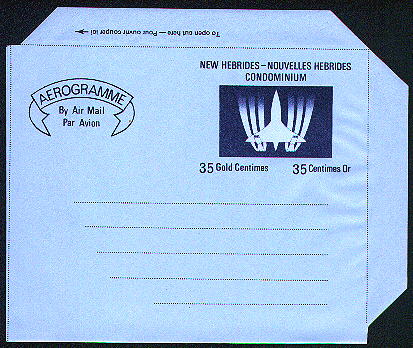 To open cut here — Pour ouvrir couper ici
NEW HEBRIDES – NOUVELLES HEBRIDES
CONDOMINIUM
AEROGRAMME
By Air Mail
Par Avion
35 Gold Centimes 35 Centimes Or